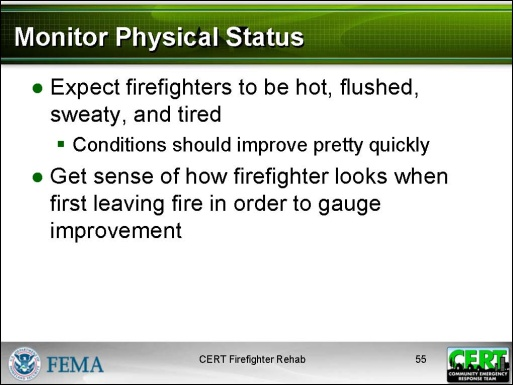 Monitor Physical Status
● Expect firefighters to be hot, flushed,
sweaty, and tired
▪ Conditions should improve pretty quickly
● Get sense of how firefighter looks when
first leaving fire in order to gauge
improvement
FEMA
CERT Firefighter Rehab
55
CERT
COMMUNITY EMERGENCY
RESPONSE TEAM